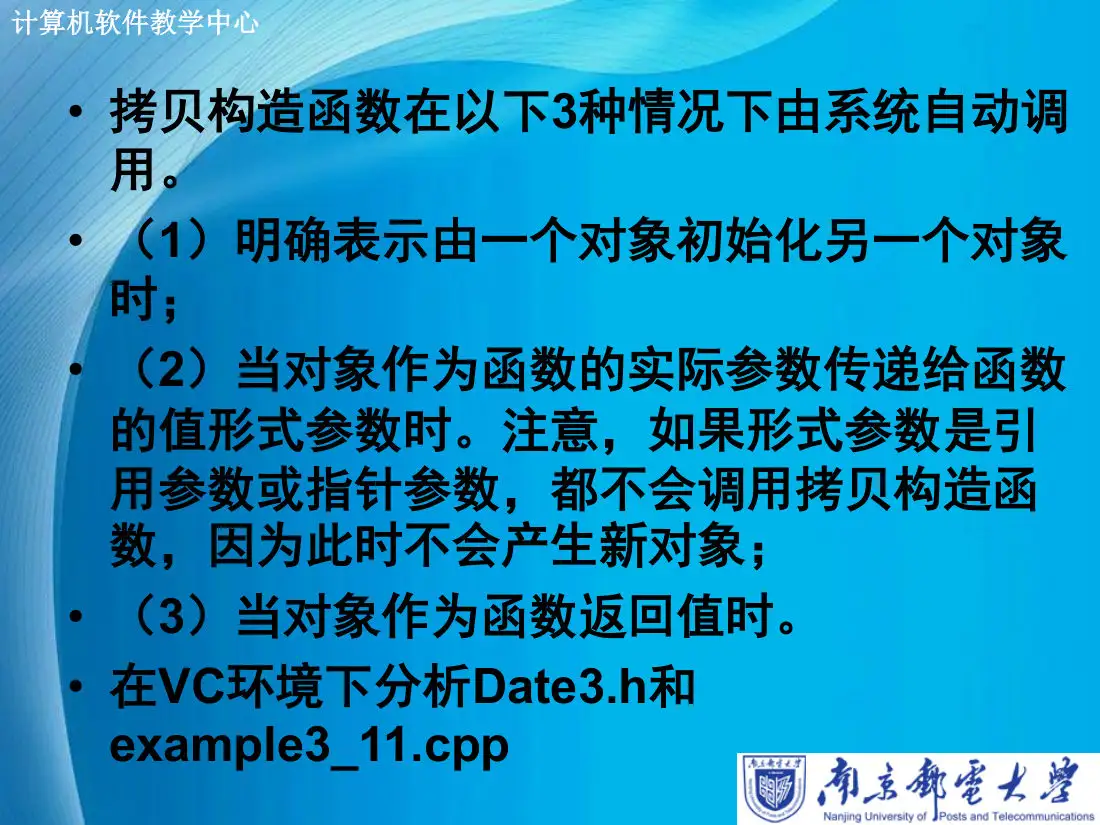 计算机软件教学中心
• 拷贝构造函数在以下3种情况下由系统自动调
用。
• （1）明确表示由一个对象初始化另一个对象
时；
• （2）当对象作为函数的实际参数传递给函数
的值形式参数时。注意，如果形式参数是引
用参数或指针参数，都不会调用拷贝构造函
数，因为此时不会产生新对象；
• （3）当对象作为函数返回值时。
• 在VC环境下分析Date3.h和
example3_11.cpp
南京郵電大學
Nanjing University of Posts and Telecommunications